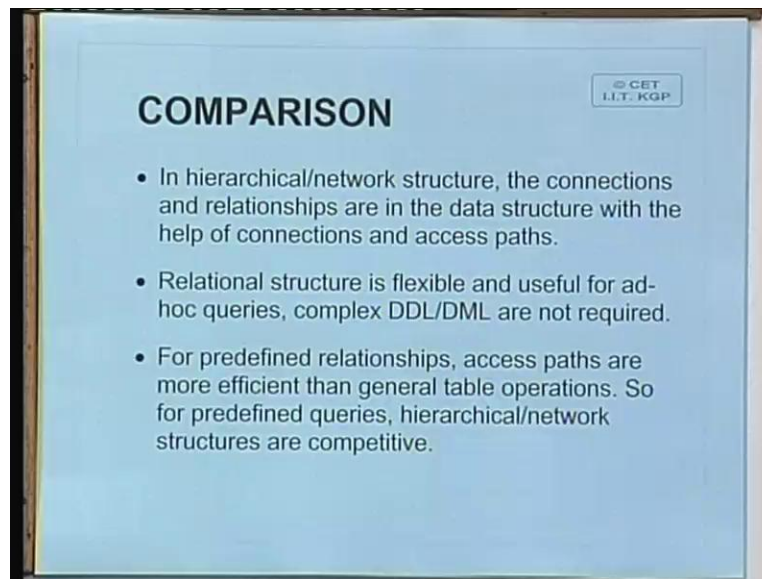 © CET
I.I.T. KGP
COMPARISON
• In hierarchical/network structure, the connections
and relationships are in the data structure with the
help of connections and access paths.
• Relational structure is flexible and useful for ad-
hoc queries, complex DDL/DML are not required.
• For predefined relationships, access paths are
more efficient than general table operations. So
for predefined queries, hierarchical/network
structures are competitive.